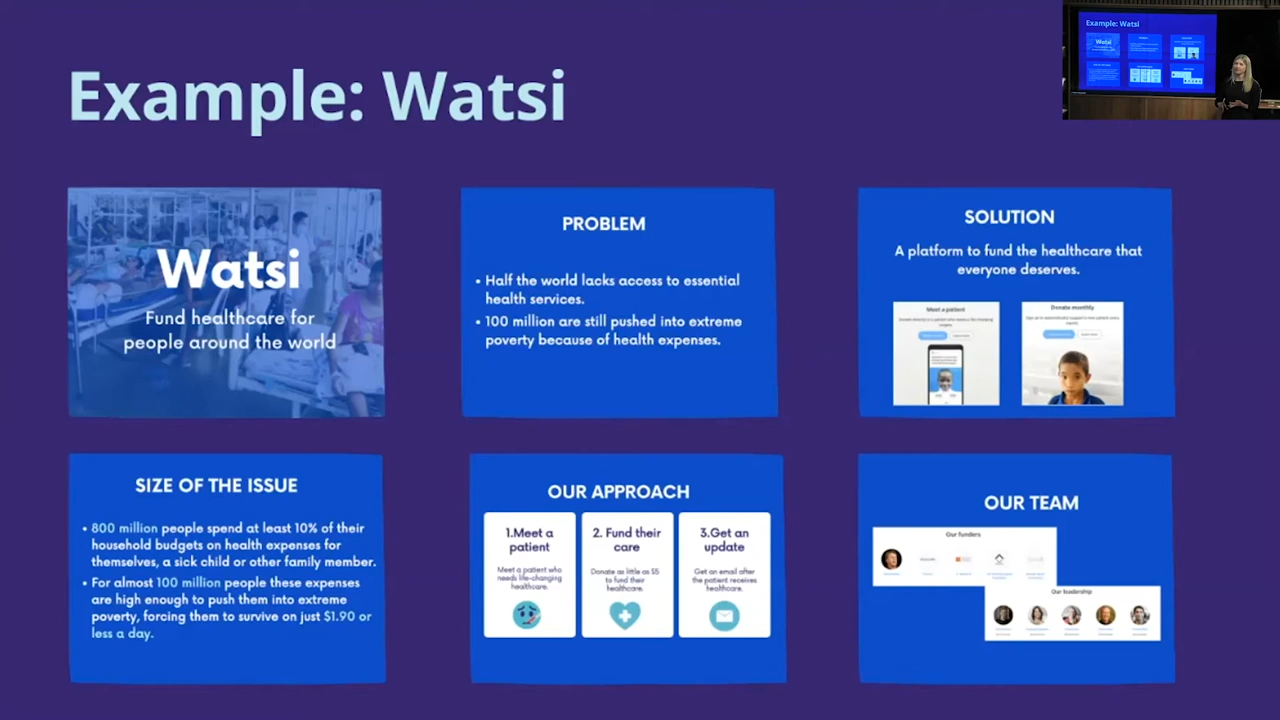 Example: Watsi
Watsi
Fund healthcare for
people around the world
PROBLEM
• Half the world lacks access to essential
health services.
• 100 million are still pushed into extreme
poverty because of health expenses.
SOLUTION
A platform to fund the healthcare that
everyone deserves.
Meet a patient
Donate monthly
SIZE OF THE ISSUE
• 800 million people spend at least 10% of their
household budgets on health expenses for
themselves, a sick child or other family member.
• For almost 100 million people these expenses
are high enough to push them into extreme
poverty, forcing them to survive on just $1.90 or
less a day.
OUR APPROACH
1.Meet a
patient
Meet a patient who
needs life-changing
healthcare.
2. Fund their
care
Donate as little as $5
to fund their
healthcare.
3.Get an
update
Get an email after
the patient receives
healthcare.
OUR TEAM
Our funders
Our leadership
Example: Watsi
Watsi